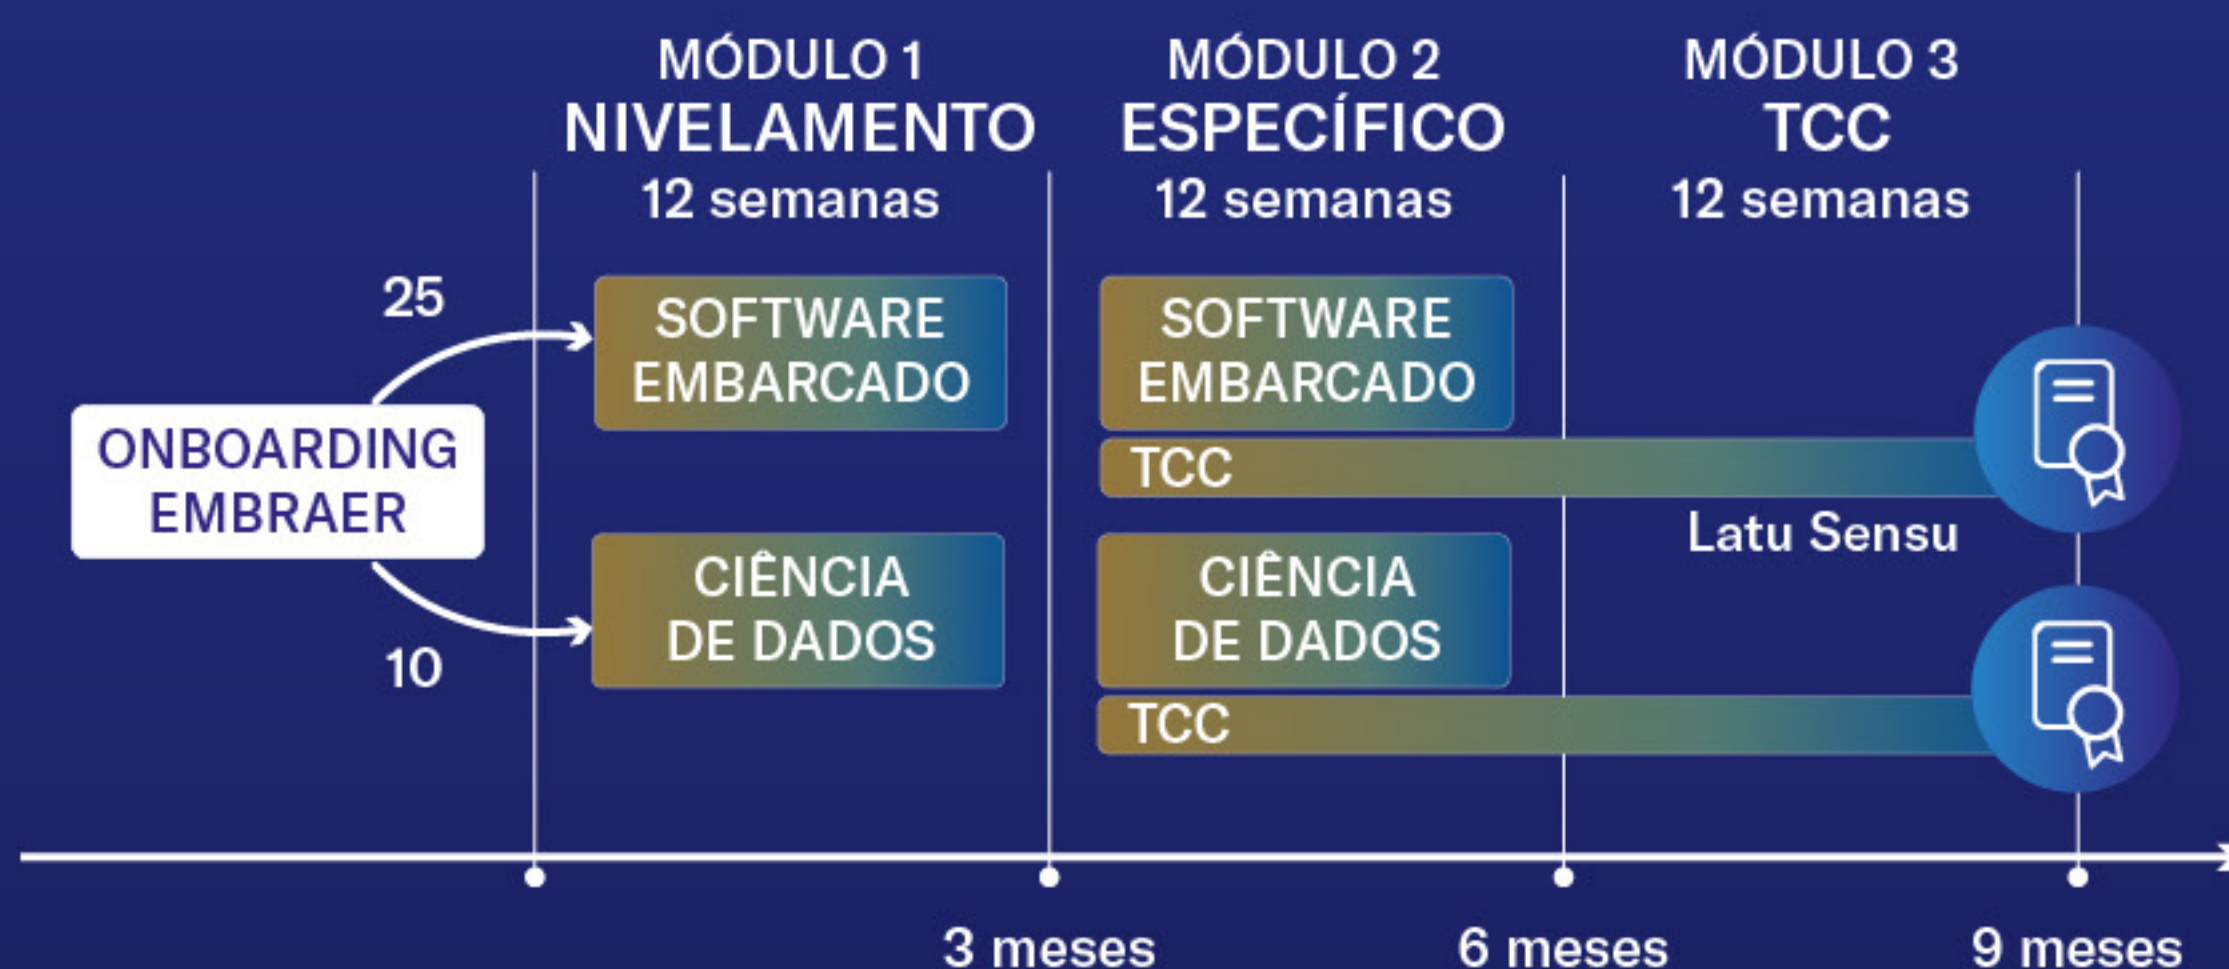 MÓDULO 1
NIVELAMENTO
12 semanas
MÓDULO 2
ESPECÍFICO
12 semanas
MÓDULO 3
TCC
12 semanas
25
ONBOARDING
EMBRAER
10
SOFTWARE
EMBARCADO
SOFTWARE
EMBARCADO
TCC
Latu Sensu
CIÊNCIA
DE DADOS
CIÊNCIA
DE DADOS
TCC
3 meses
6 meses
9 meses